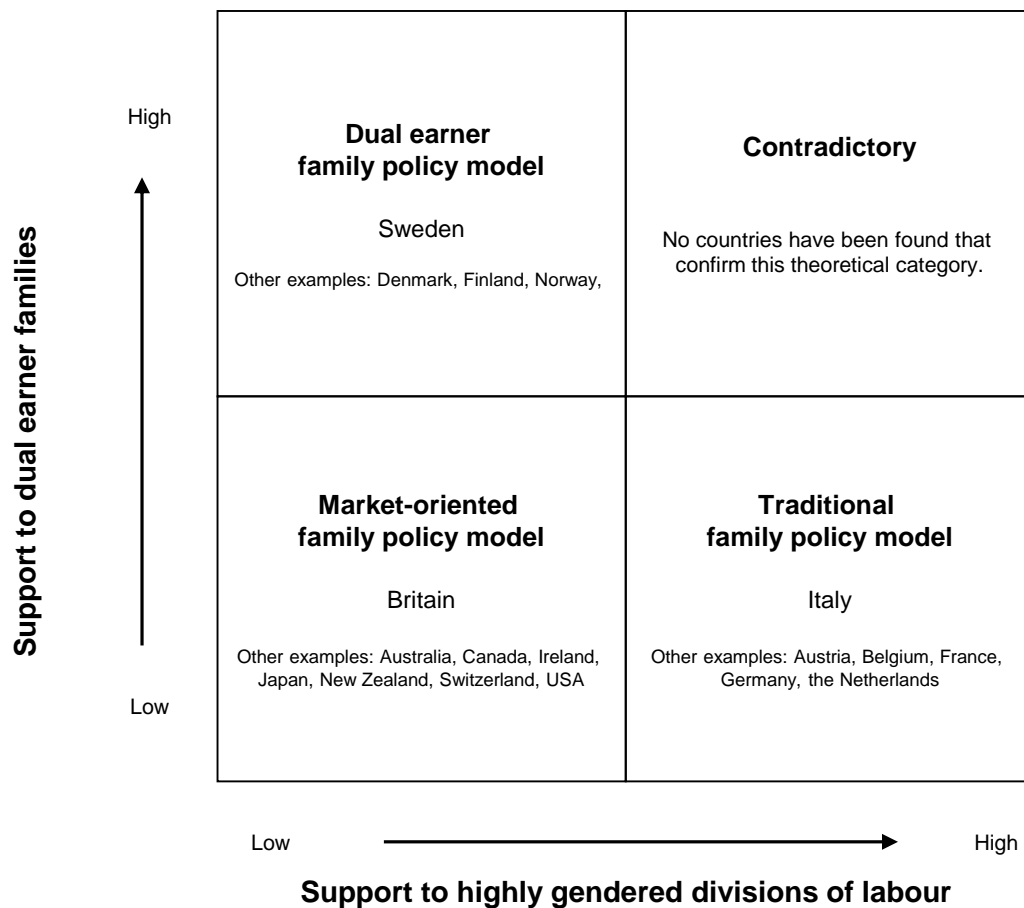 High
Dual earner
family policy model
Sweden
Other examples: Denmark, Finland, Norway,
Contradictory
No countries have been found that
confirm this theoretical category.
Support to dual earner families
Market-oriented
family policy model
Britain
Other examples: Australia, Canada, Ireland,
Japan, New Zealand, Switzerland, USA
Traditional
family policy model
Italy
Other examples: Austria, Belgium, France,
Germany, the Netherlands
Low
Low
High
Support to highly gendered divisions of labour